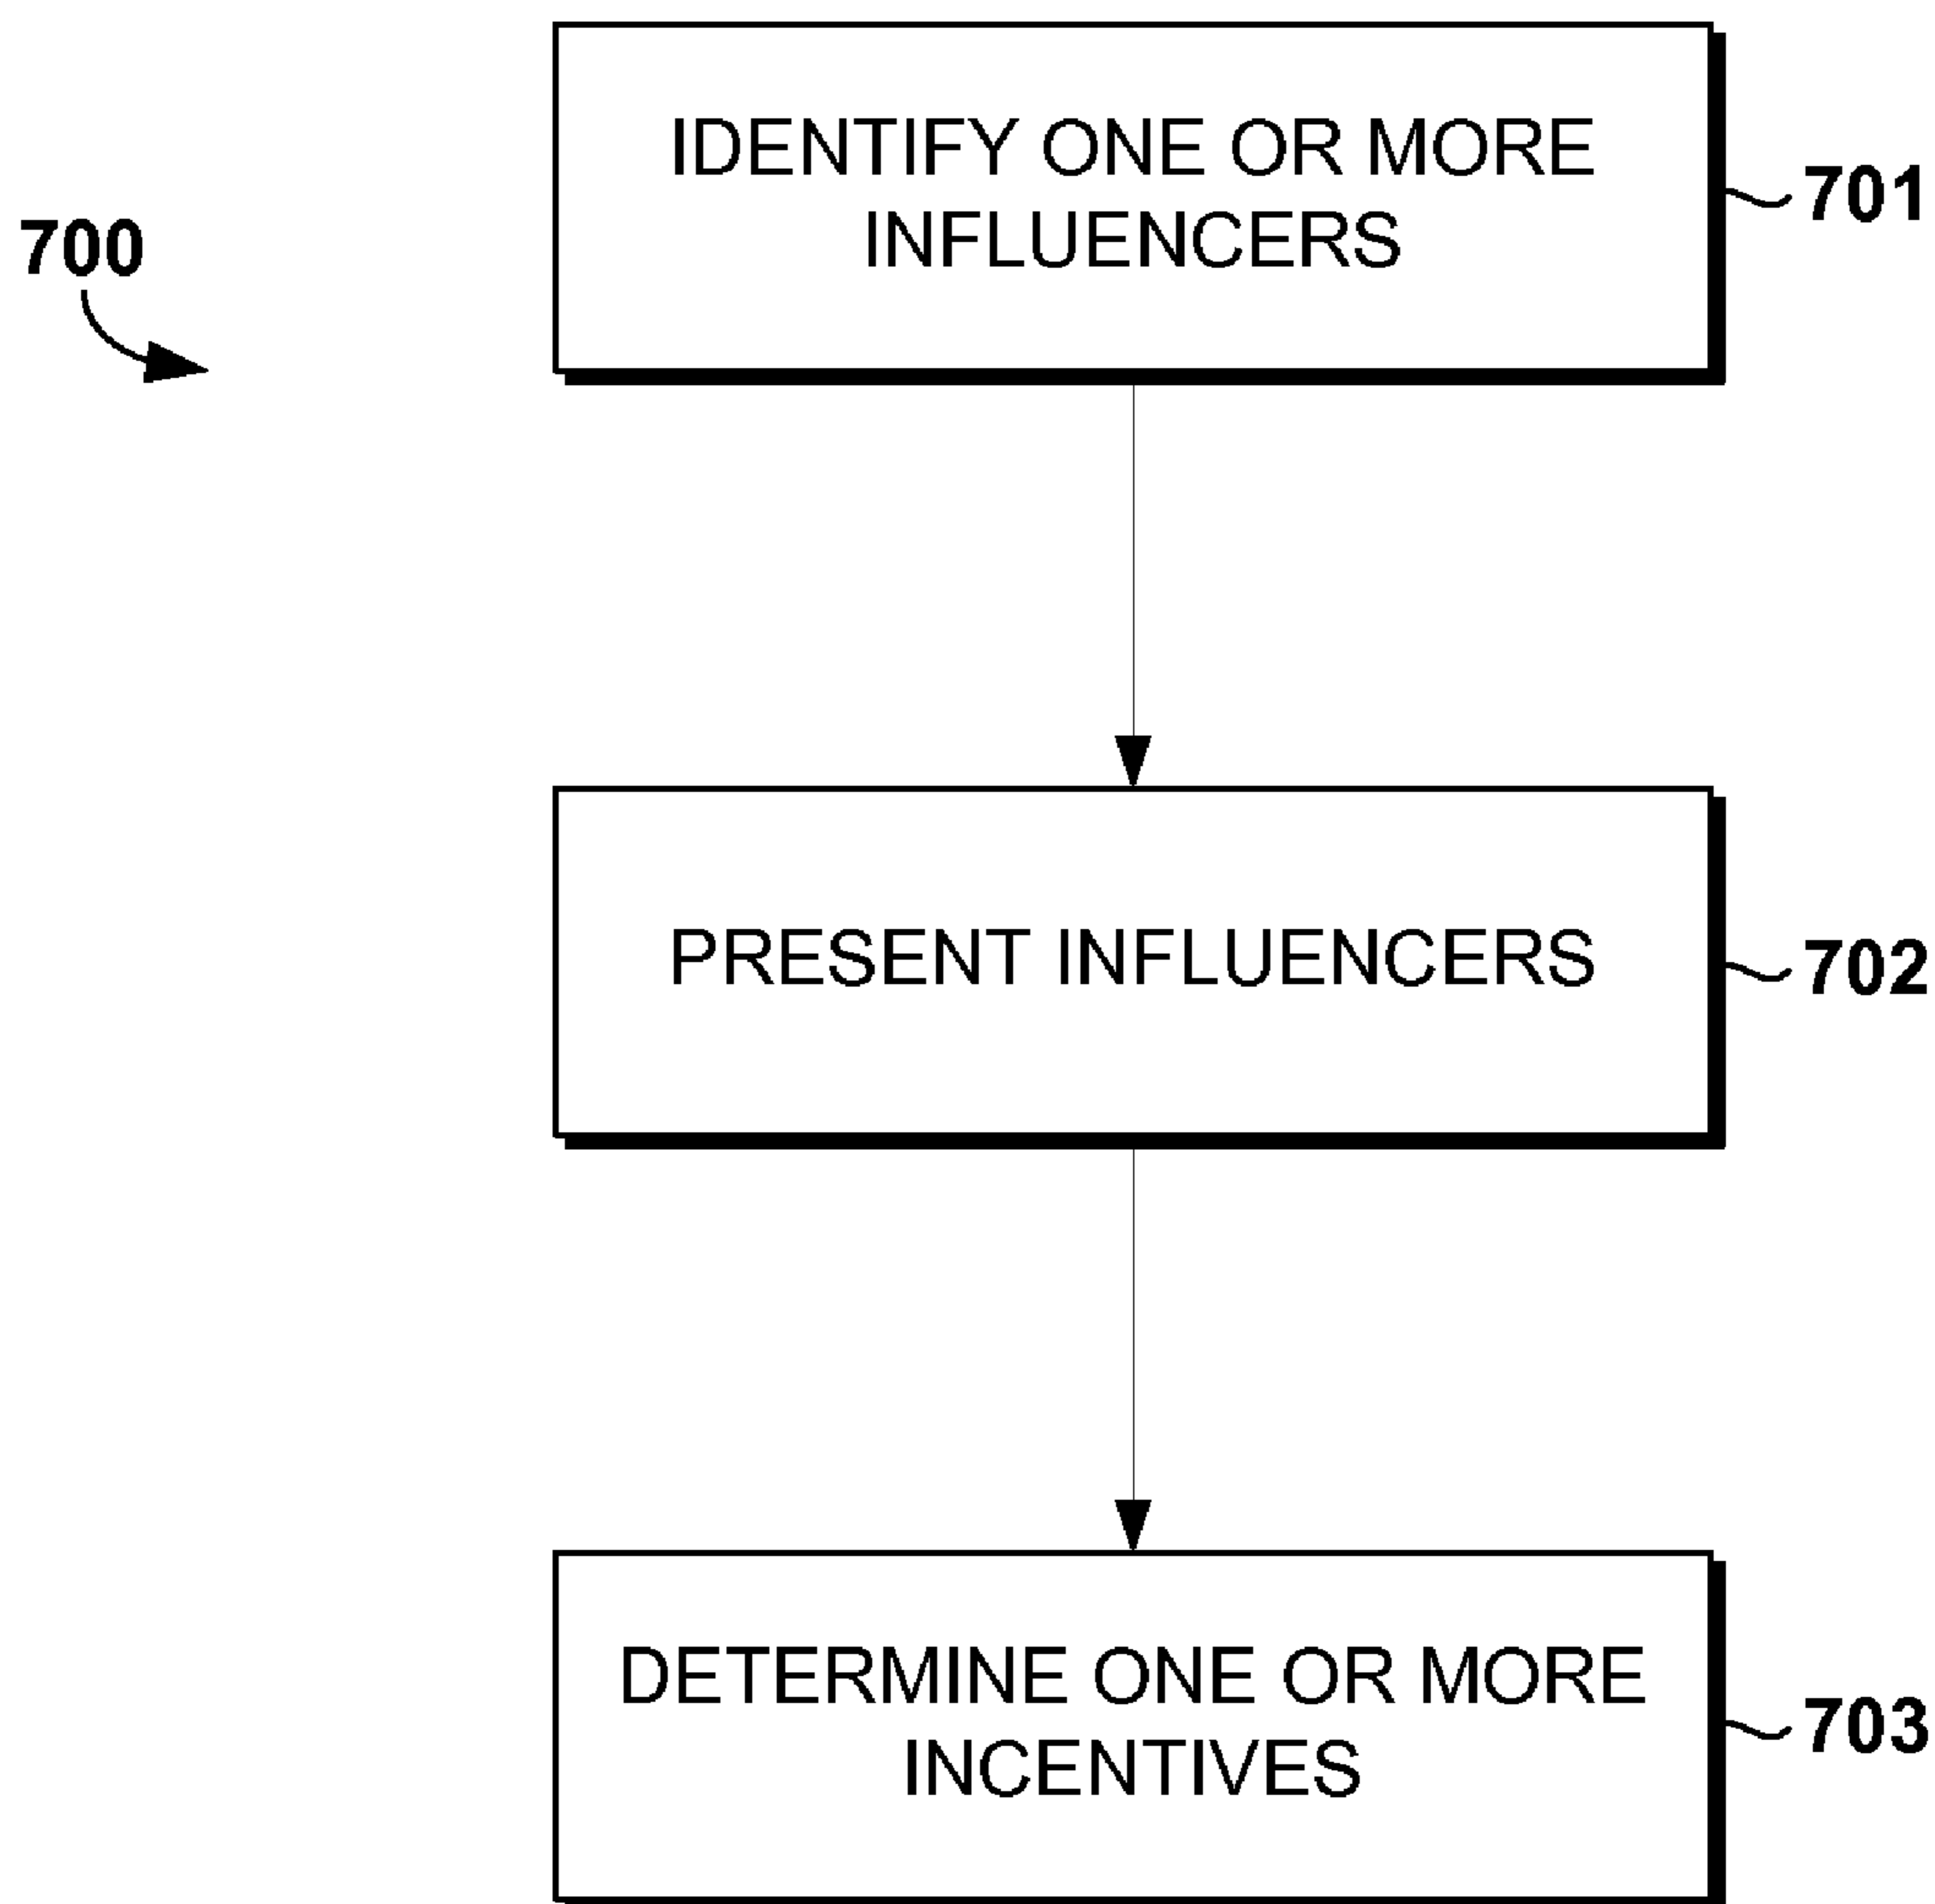 700
IDENTIFY ONE OR MORE
INFLUENCERS
701
PRESENT INFLUENCERS
702
DETERMINE ONE OR MORE
INCENTIVES
703